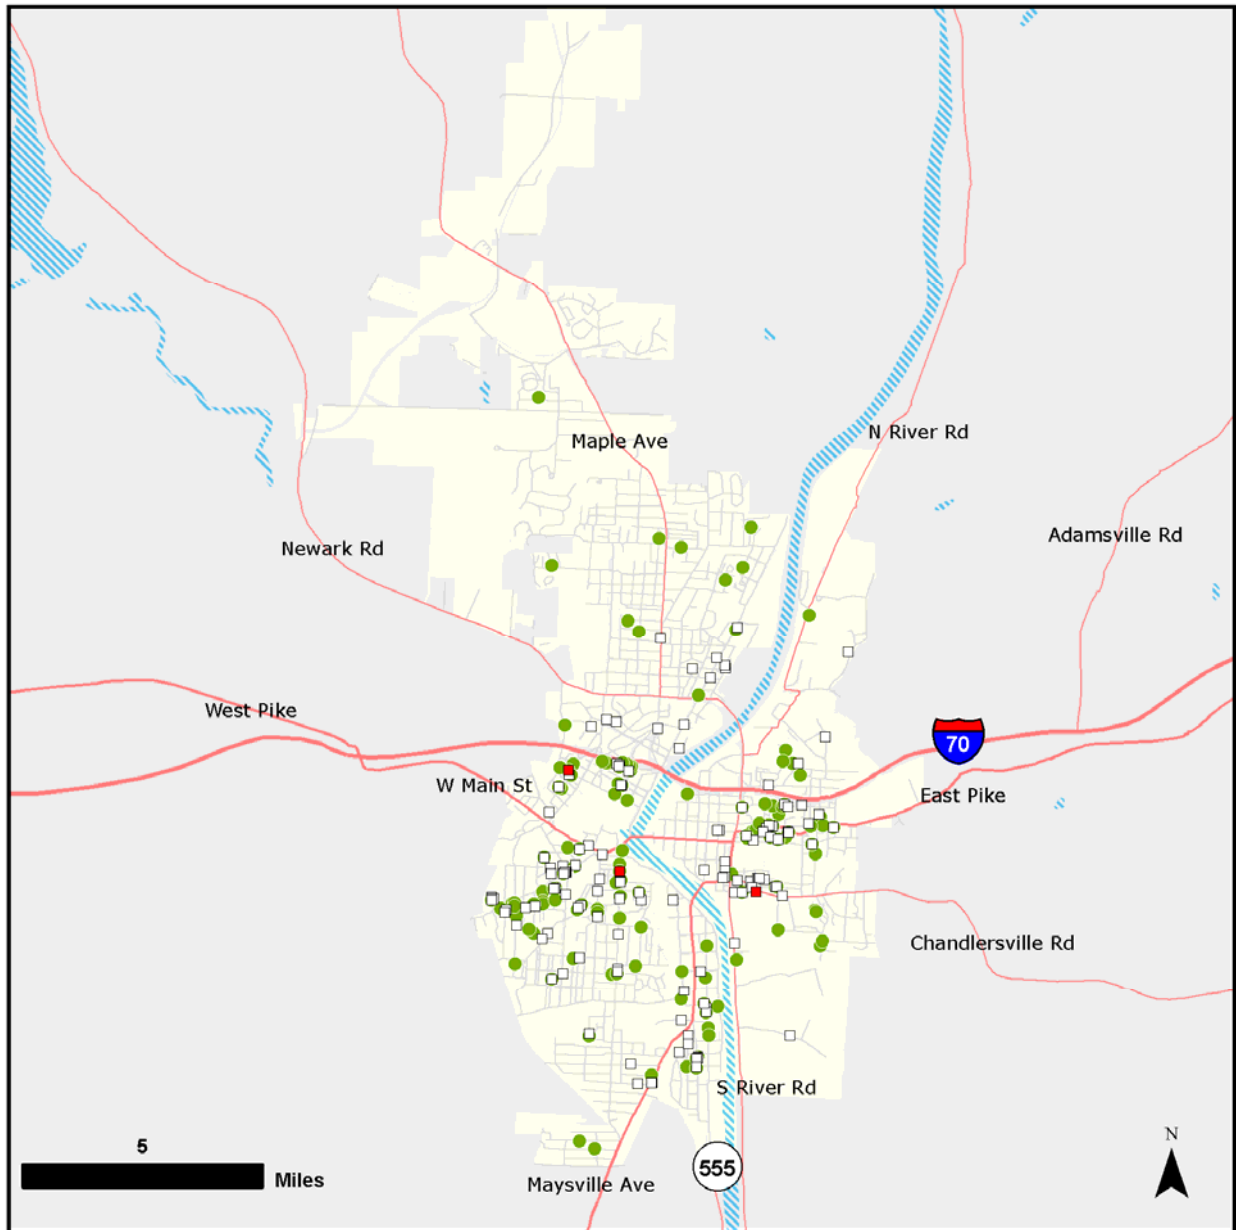 Maple Ave
N River Rd
Newark Rd
Adamsville Rd
West Pike
70
W Main St
East Pike
Chandlersville Rd
S River Rd
N
5
Miles
555
Maysville Ave